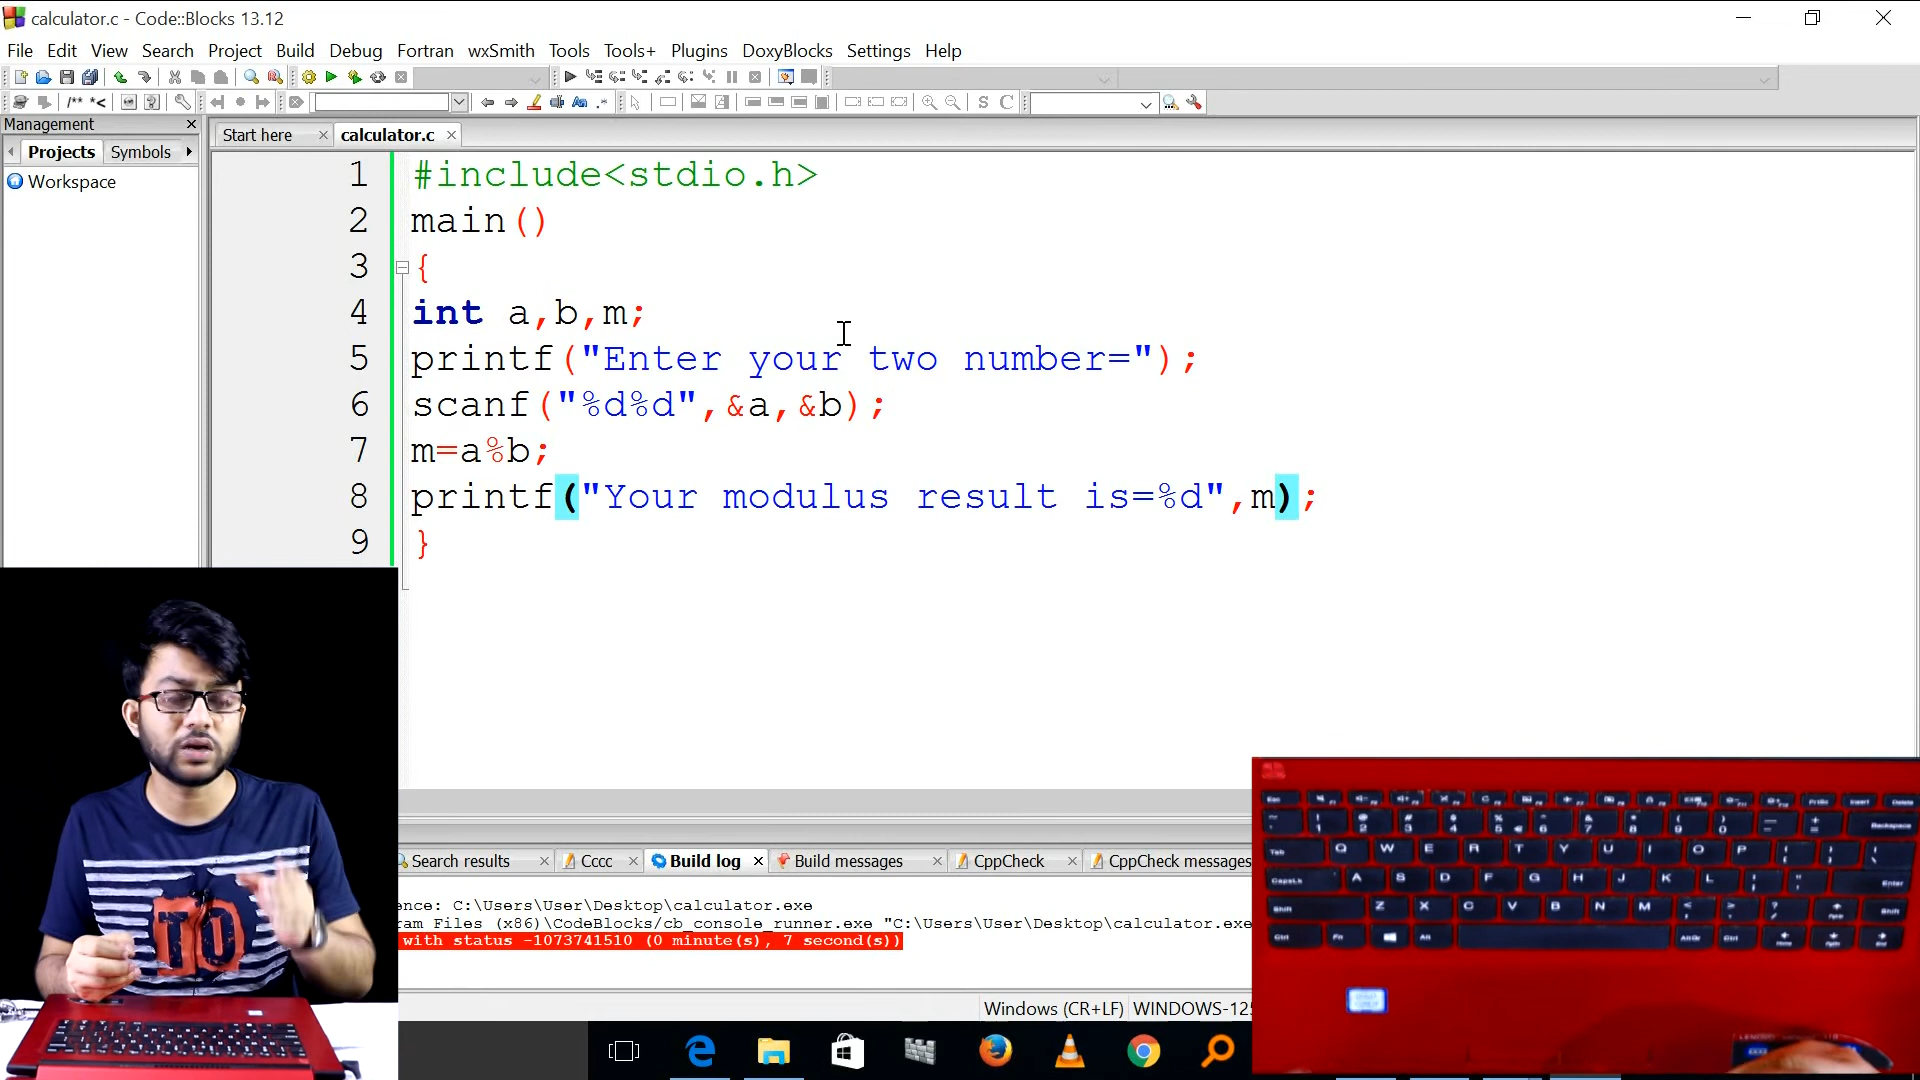 calculator.c - Code::Blocks 13.12
File Edit View Search Project Build Debug Fortran wxSmith Tools Tools+ Plugins DoxyBlocks Settings Help
Management
Start here calculator.c
Projects Symbols
Workspace
1 #include<stdio.h>
2 main()
3 {
4 int a,b,m;
5 printf("Enter your two number=");
6 scanf("%d%d",&a,&b);
7 m=a%b;
8 printf("Your modulus result is=%d",m);
9 }
Search results Cccc Build log Build messages CppCheck CppCheck messages
ence: C:\Users\User\Desktop\calculator.exe
ram Files (x86)\CodeBlocks/cb_console_runner.exe "C:\Users\User\Desktop\calculator.exe
with status -1073741510 (0 minute(s), 7 second(s))
Windows (CR+LF) WINDOWS-125
TO
Q W E R T Y U I O P
A S D F G H J K L
Z X C V B N M